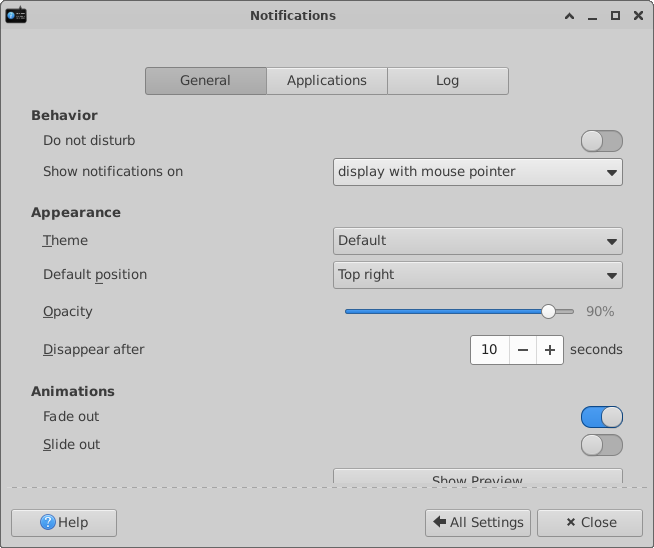 Notifications
General Applications Log
Behavior
Do not disturb
Show notifications on display with mouse pointer
Appearance
Theme Default
Default position Top right
Opacity 90%
Disappear after 10 seconds
Animations
Fade out
Slide out
Show Preview
Help All Settings Close